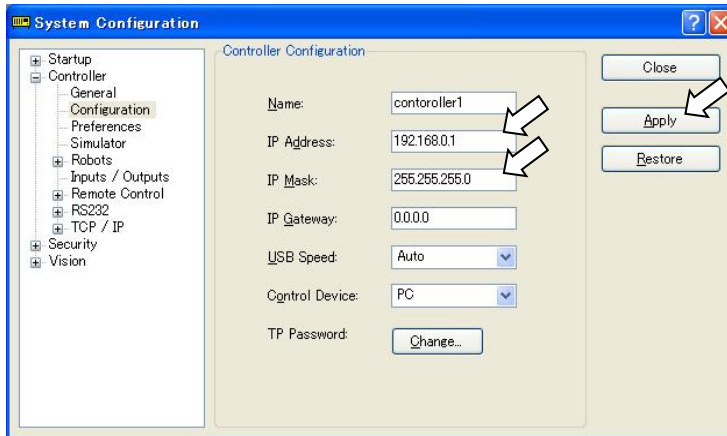 System Configuration
Startup
Controller
General
Configuration
Preferences
Simulator
Robots
Inputs / Outputs
Remote Control
RS232
TCP / IP
Security
Vision
Controller Configuration
Name: contoroller1
IP Address: 192.168.0.1
IP Mask: 255.255.255.0
IP Gateway: 0.0.0.0
USB Speed: Auto
Control Device: PC
TP Password: Change...
Close
Apply
Restore